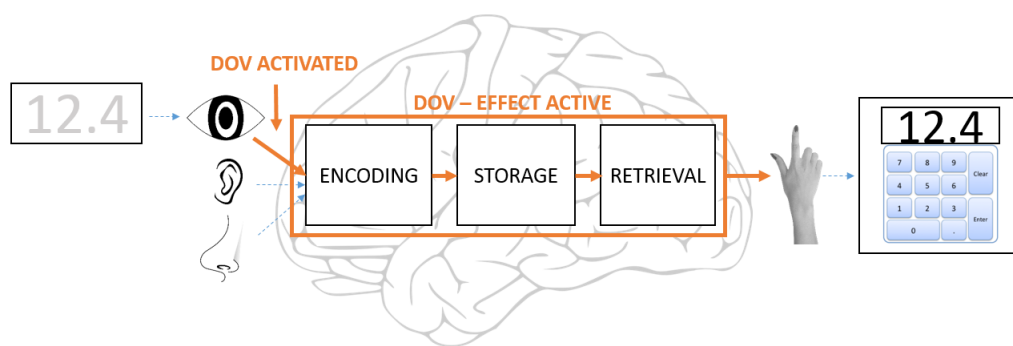 DOV ACTIVATED
12.4
DOV – EFFECT ACTIVE
ENCODING
STORAGE
RETRIEVAL
12.4
7 8 9 Clear
4 5 6
1 2 3 Enter
0 .